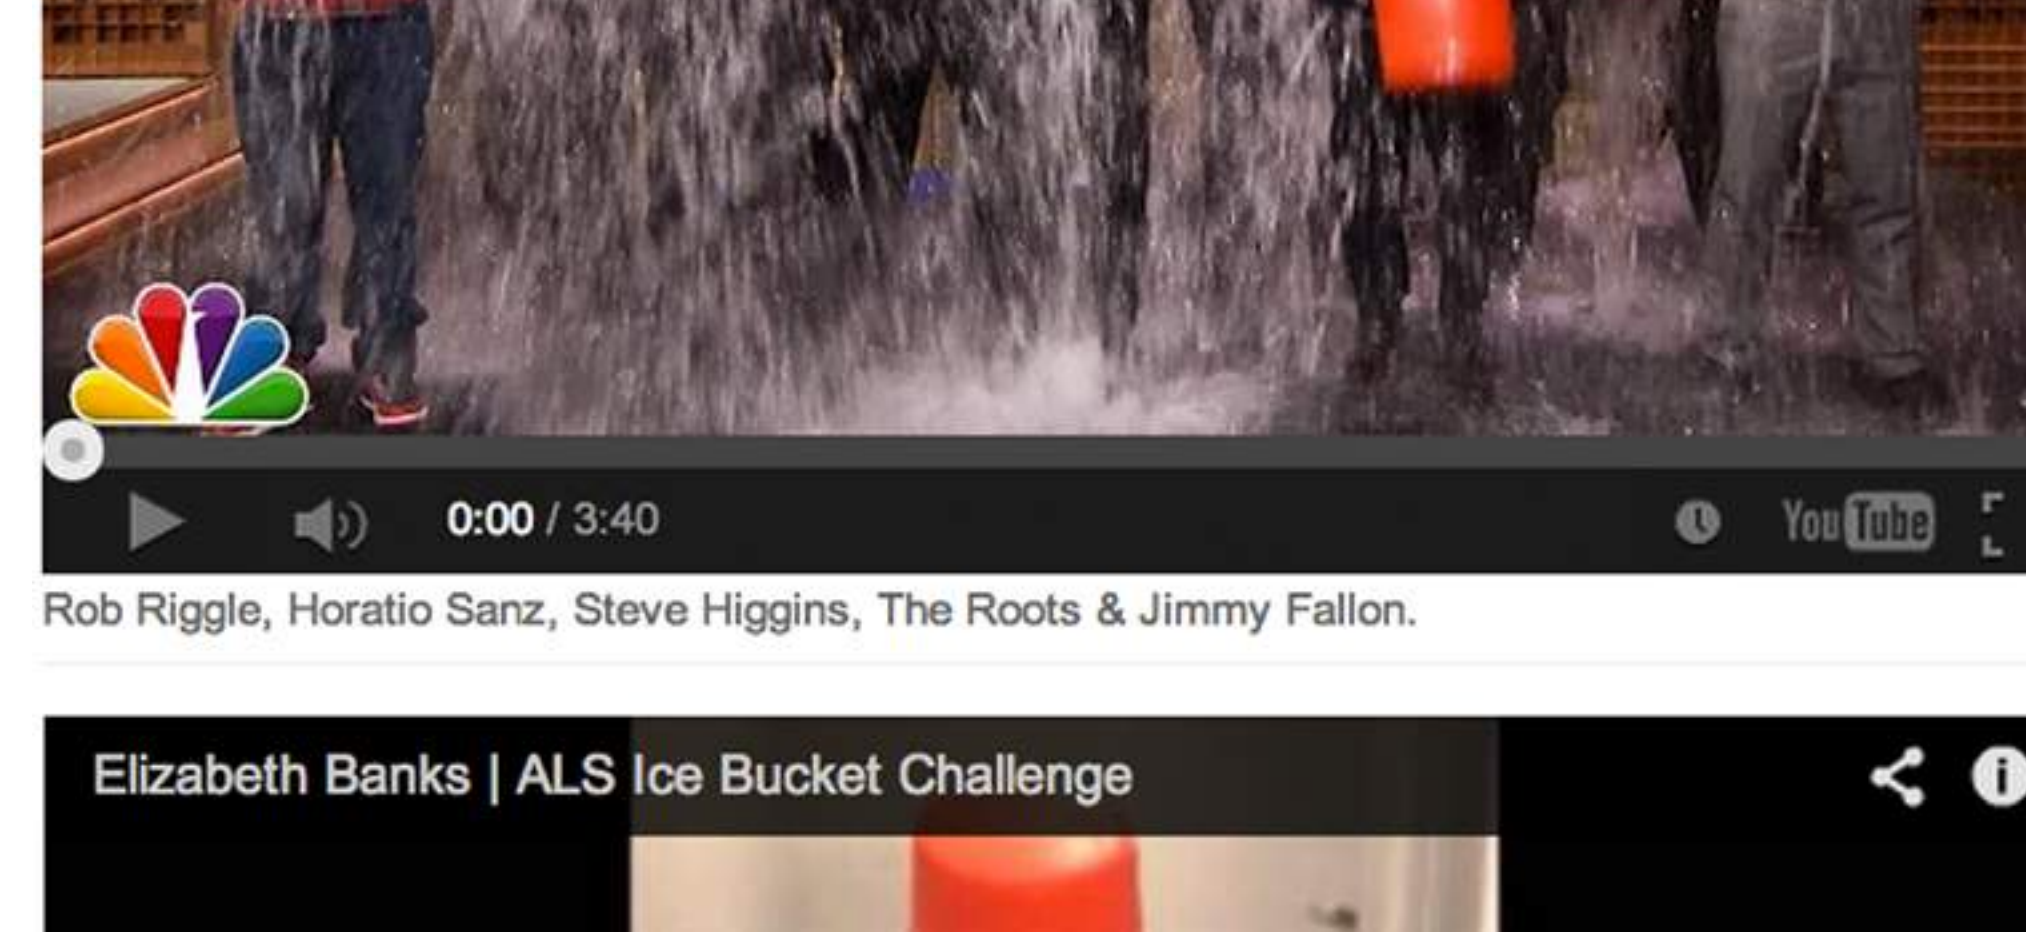 0:00 / 3:40
YouTube
Rob Riggle, Horatio Sanz, Steve Higgins, The Roots & Jimmy Fallon.
Elizabeth Banks | ALS Ice Bucket Challenge